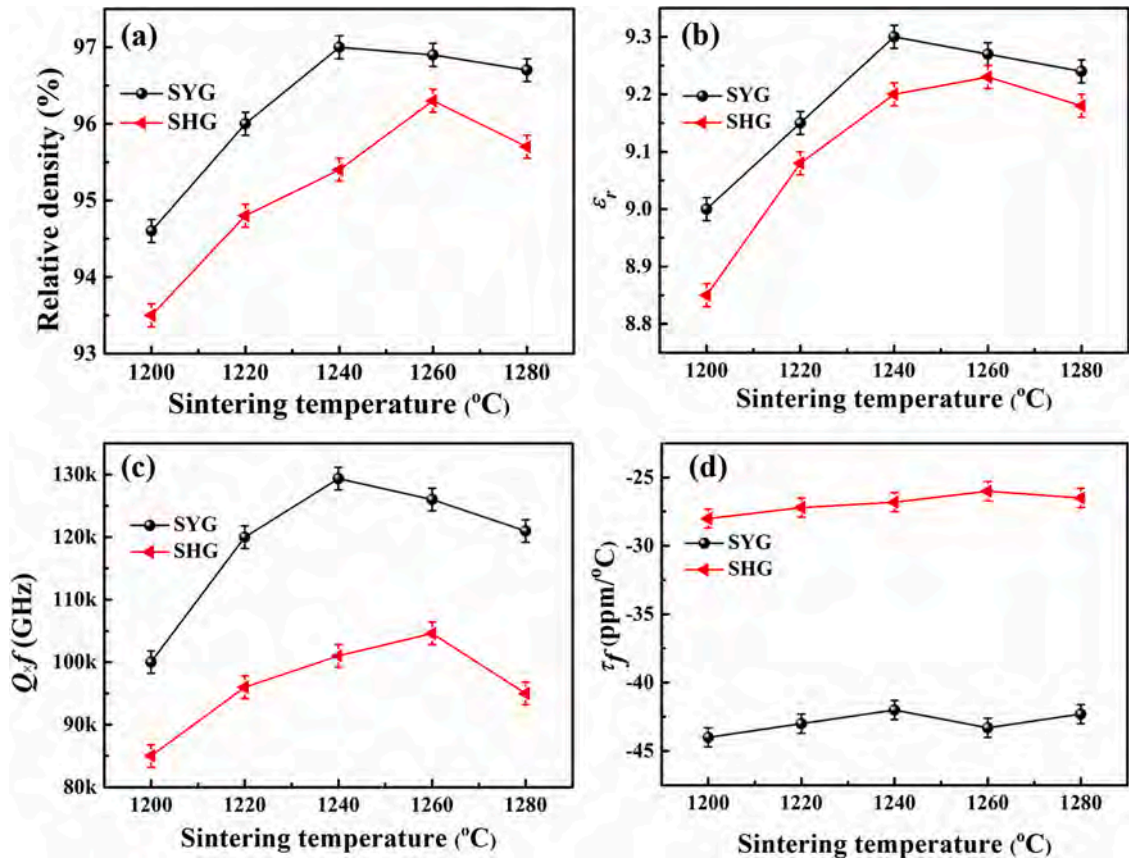 (a)
97
96
95
94
93
Relative density (%)
SYG
SHG
1200 1220 1240 1260 1280
Sintering temperature (°C)
(b)
9.3
9.2
9.1
9.0
8.9
8.8
εr
SYG
SHG
1200 1220 1240 1260 1280
Sintering temperature (°C)
(c)
130k
120k
110k
100k
90k
80k
Q×f (GHz)
SYG
SHG
1200 1220 1240 1260 1280
Sintering temperature (°C)
(d)
-25
-30
-35
-40
-45
τf (ppm/°C)
SYG
SHG
1200 1220 1240 1260 1280
Sintering temperature (°C)